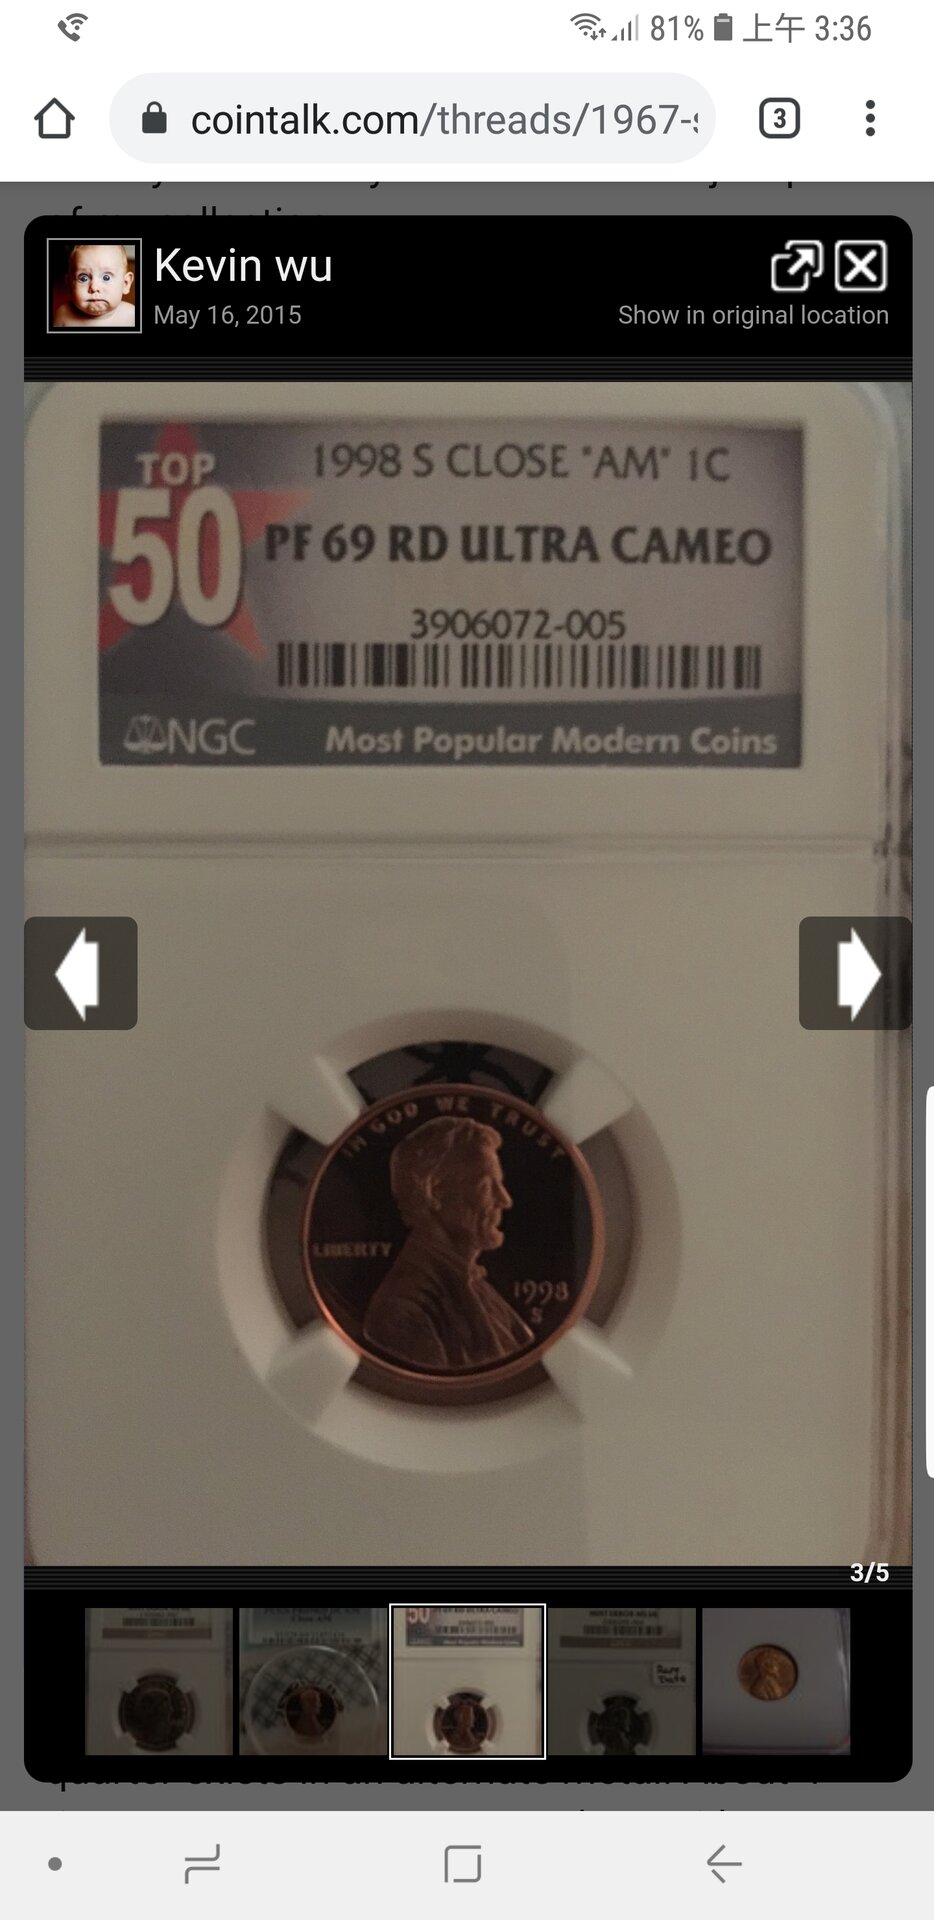 81% 上午 3:36
cointalk.com/threads/1967-
3
Kevin wu
May 16, 2015
Show in original location
TOP
50
1998 S CLOSE "AM" 1C
PF 69 RD ULTRA CAMEO
3906072-005
NGC
Most Popular Modern Coins
IN GOD WE TRUST
LIBERTY
1998
S
3/5
50